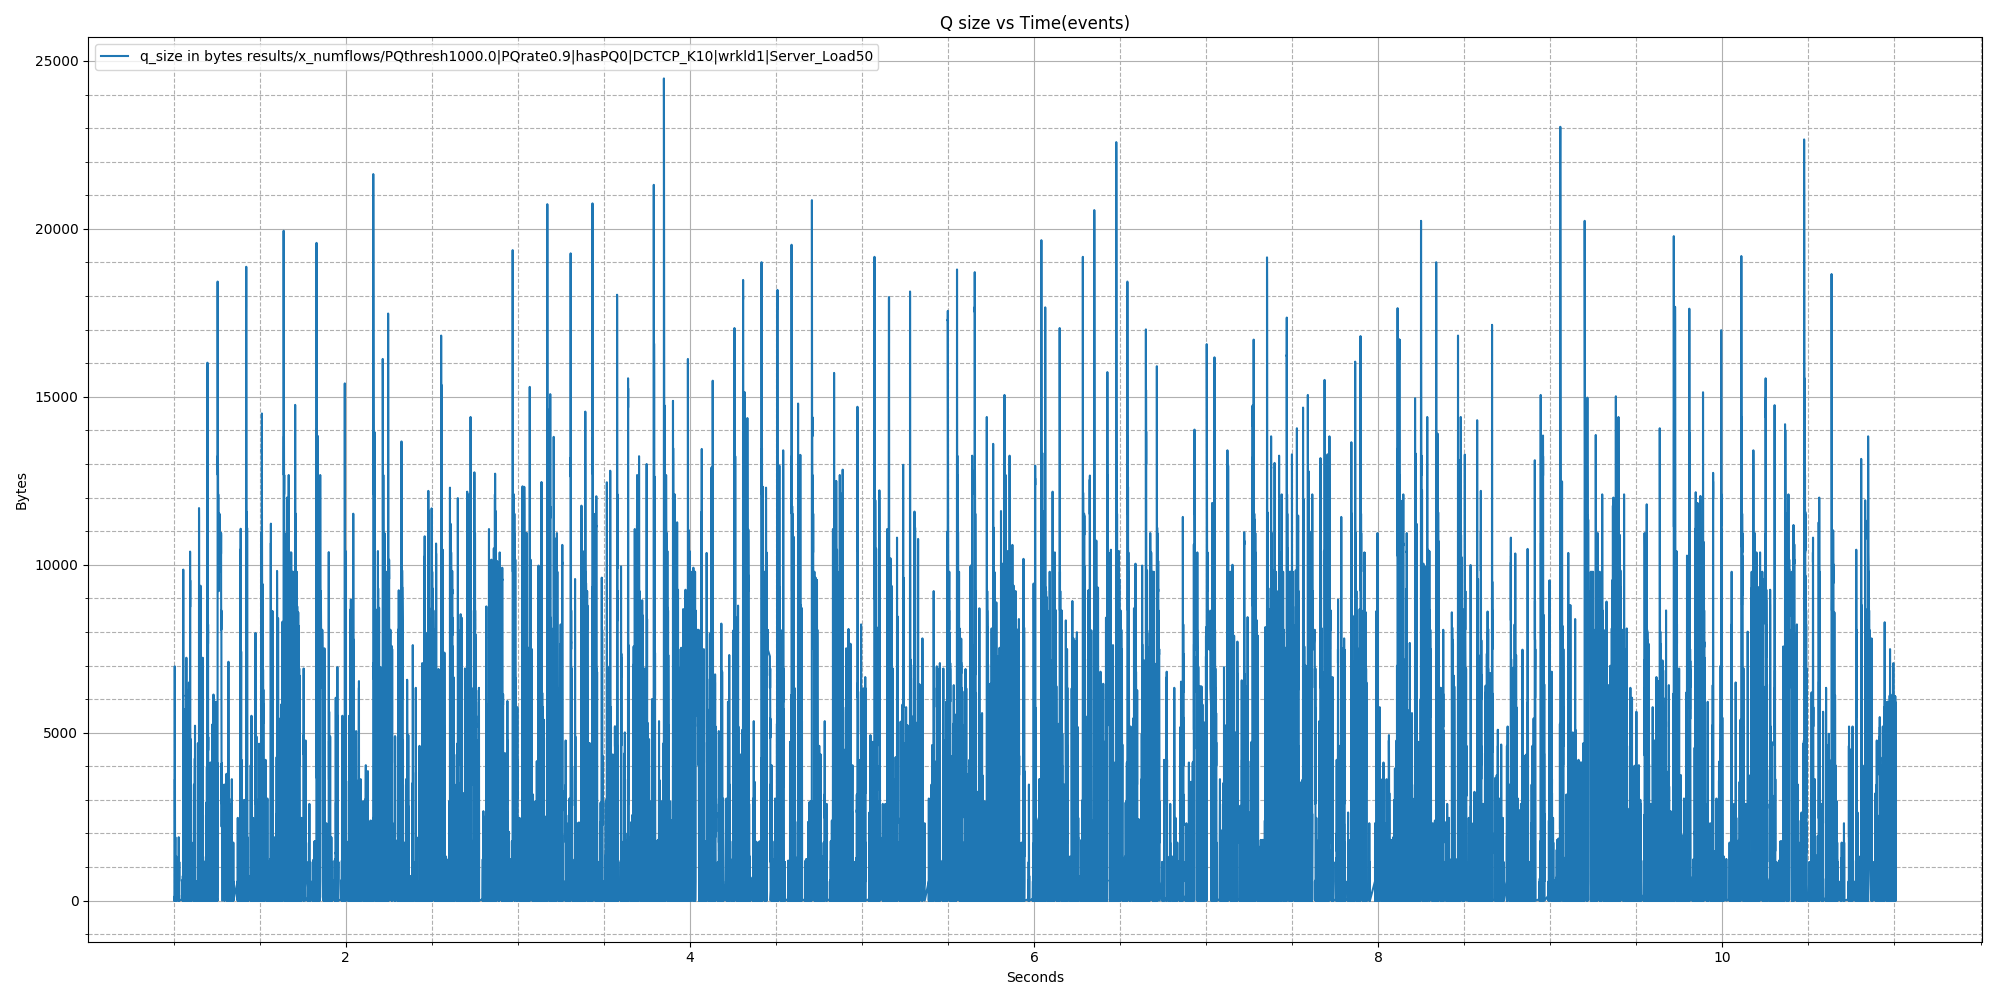 Q size vs Time(events)
q_size in bytes results/x_numflows/PQthresh1000.0|PQrate0.9|hasPQ0|DCTCP_K10|wrkld1|Server_Load50
25000
20000
15000
10000
5000
0
Bytes
2 4 6 8 10
Seconds